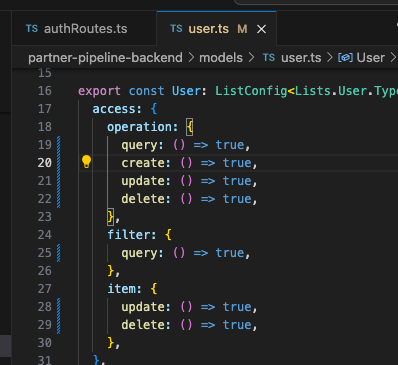 TS authRoutes.ts
TS user.ts M ×
partner-pipeline-backend > models > TS user.ts > User
15
16 export const User: ListConfig<Lists.User.Type
17 access: {
18 operation: {
19 query: () => true,
20 create: () => true,
21 update: () => true,
22 delete: () => true,
23 },
24 filter: {
25 query: () => true,
26 },
27 item: {
28 update: () => true,
29 delete: () => true,
30 },
31 },